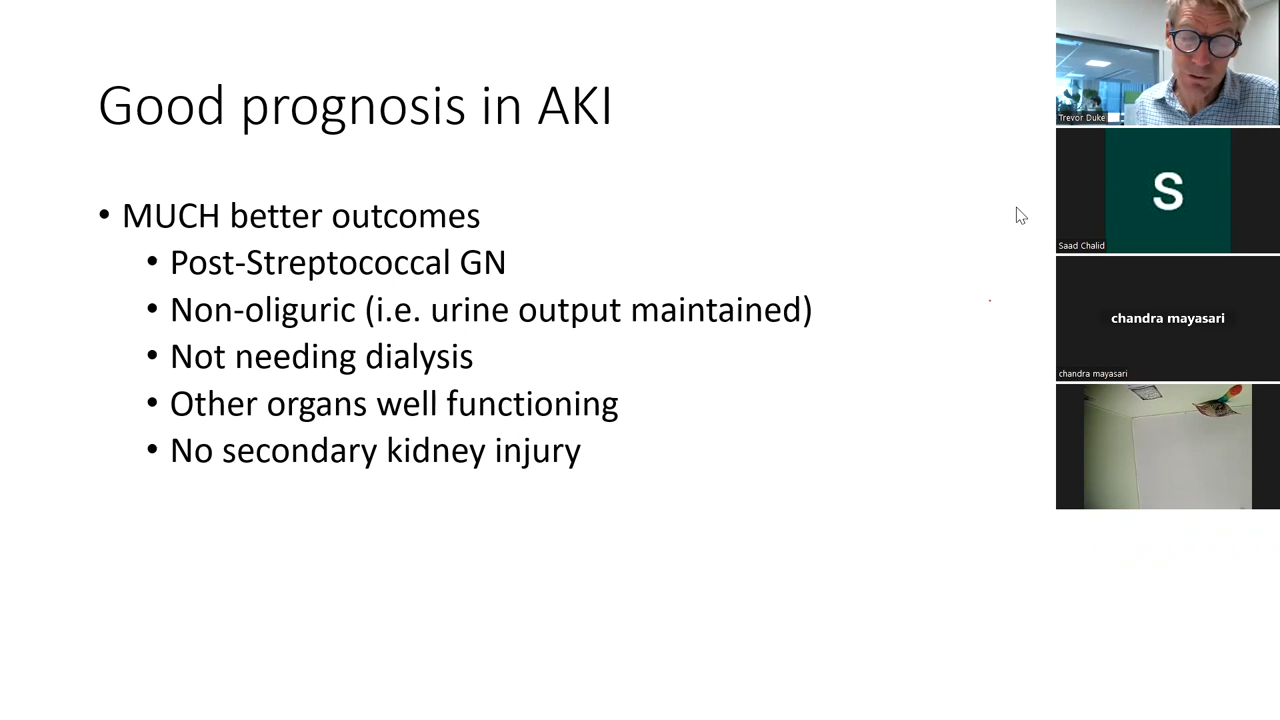 Good prognosis in AKI
• MUCH better outcomes
• Post-Streptococcal GN
• Non-oliguric (i.e. urine output maintained)
• Not needing dialysis
• Other organs well functioning
• No secondary kidney injury
Trevor Duke
S
Saad Chalid
chandra mayasari
chandra mayasari